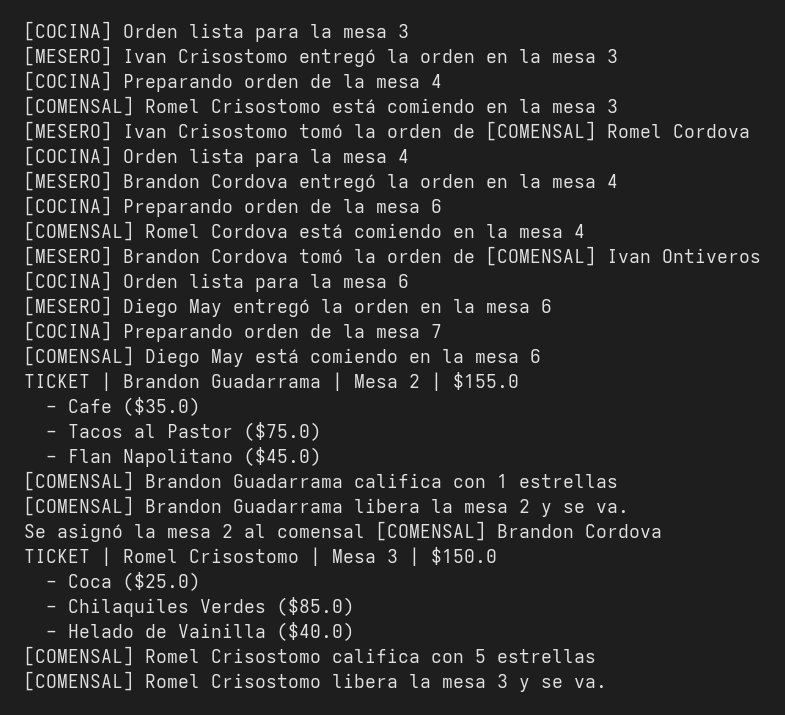 [COCINA] Orden lista para la mesa 3
[MESERO] Ivan Crisostomo entregó la orden en la mesa 3
[COCINA] Preparando orden de la mesa 4
[COMENSAL] Romel Crisostomo está comiendo en la mesa 3
[MESERO] Ivan Crisostomo tomó la orden de [COMENSAL] Romel Cordova
[COCINA] Orden lista para la mesa 4
[MESERO] Brandon Cordova entregó la orden en la mesa 4
[COCINA] Preparando orden de la mesa 6
[COMENSAL] Romel Cordova está comiendo en la mesa 4
[MESERO] Brandon Cordova tomó la orden de [COMENSAL] Ivan Ontiveros
[COCINA] Orden lista para la mesa 6
[MESERO] Diego May entregó la orden en la mesa 6
[COCINA] Preparando orden de la mesa 7
[COMENSAL] Diego May está comiendo en la mesa 6
TICKET | Brandon Guadarrama | Mesa 2 | $155.0
  - Cafe ($35.0)
  - Tacos al Pastor ($75.0)
  - Flan Napolitano ($45.0)
[COMENSAL] Brandon Guadarrama califica con 1 estrellas
[COMENSAL] Brandon Guadarrama libera la mesa 2 y se va.
Se asignó la mesa 2 al comensal [COMENSAL] Brandon Cordova
TICKET | Romel Crisostomo | Mesa 3 | $150.0
  - Coca ($25.0)
  - Chilaquiles Verdes ($85.0)
  - Helado de Vainilla ($40.0)
[COMENSAL] Romel Crisostomo califica con 5 estrellas
[COMENSAL] Romel Crisostomo libera la mesa 3 y se va.